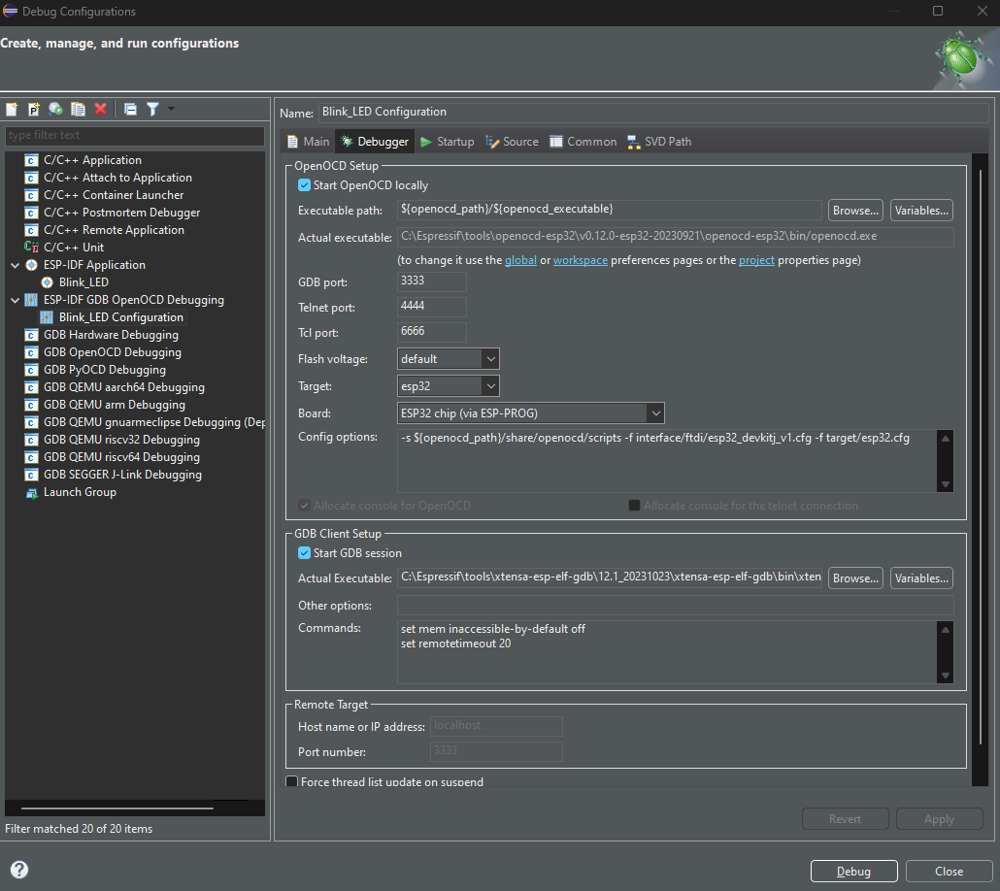 Debug Configurations
Create, manage, and run configurations
type filter text
C/C++ Application
C/C++ Attach to Application
C/C++ Container Launcher
C/C++ Postmortem Debugger
C/C++ Remote Application
C/C++ Unit
ESP-IDF Application
Blink_LED
ESP-IDF GDB OpenOCD Debugging
Blink_LED Configuration
GDB Hardware Debugging
GDB OpenOCD Debugging
GDB PyOCD Debugging
GDB QEMU aarch64 Debugging
GDB QEMU arm Debugging
GDB QEMU gnuarmeclipse Debugging (Dep
GDB QEMU riscv32 Debugging
GDB QEMU riscv64 Debugging
GDB SEGGER J-Link Debugging
Launch Group
Filter matched 20 of 20 items
Name: Blink_LED Configuration
Main Debugger Startup Source Common SVD Path
OpenOCD Setup
Start OpenOCD locally
Executable path: ${openocd_path}/${openocd_executable} Browse... Variables...
Actual executable: C:\Espressif\tools\openocd-esp32\v0.12.0-esp32-20230921\openocd-esp32\bin/openocd.exe
(to change it use the global or workspace preferences pages or the project properties page)
GDB port: 3333
Telnet port: 4444
Tcl port: 6666
Flash voltage: default
Target: esp32
Board: ESP32 chip (via ESP-PROG)
Config options: -s ${openocd_path}/share/openocd/scripts -f interface/ftdi/esp32_devkitj_v1.cfg -f target/esp32.cfg
Allocate console for OpenOCD Allocate console for the telnet connection
GDB Client Setup
Start GDB session
Actual Executable: C:\Espressif\tools\xtensa-esp-elf-gdb\12.1_20231023\xtensa-esp-elf-gdb\bin\xten Browse... Variables...
Other options:
Commands: set mem inaccessible-by-default off
set remotetimeout 20
Remote Target
Host name or IP address: localhost
Port number: 3333
Force thread list update on suspend
Revert Apply
Debug Close